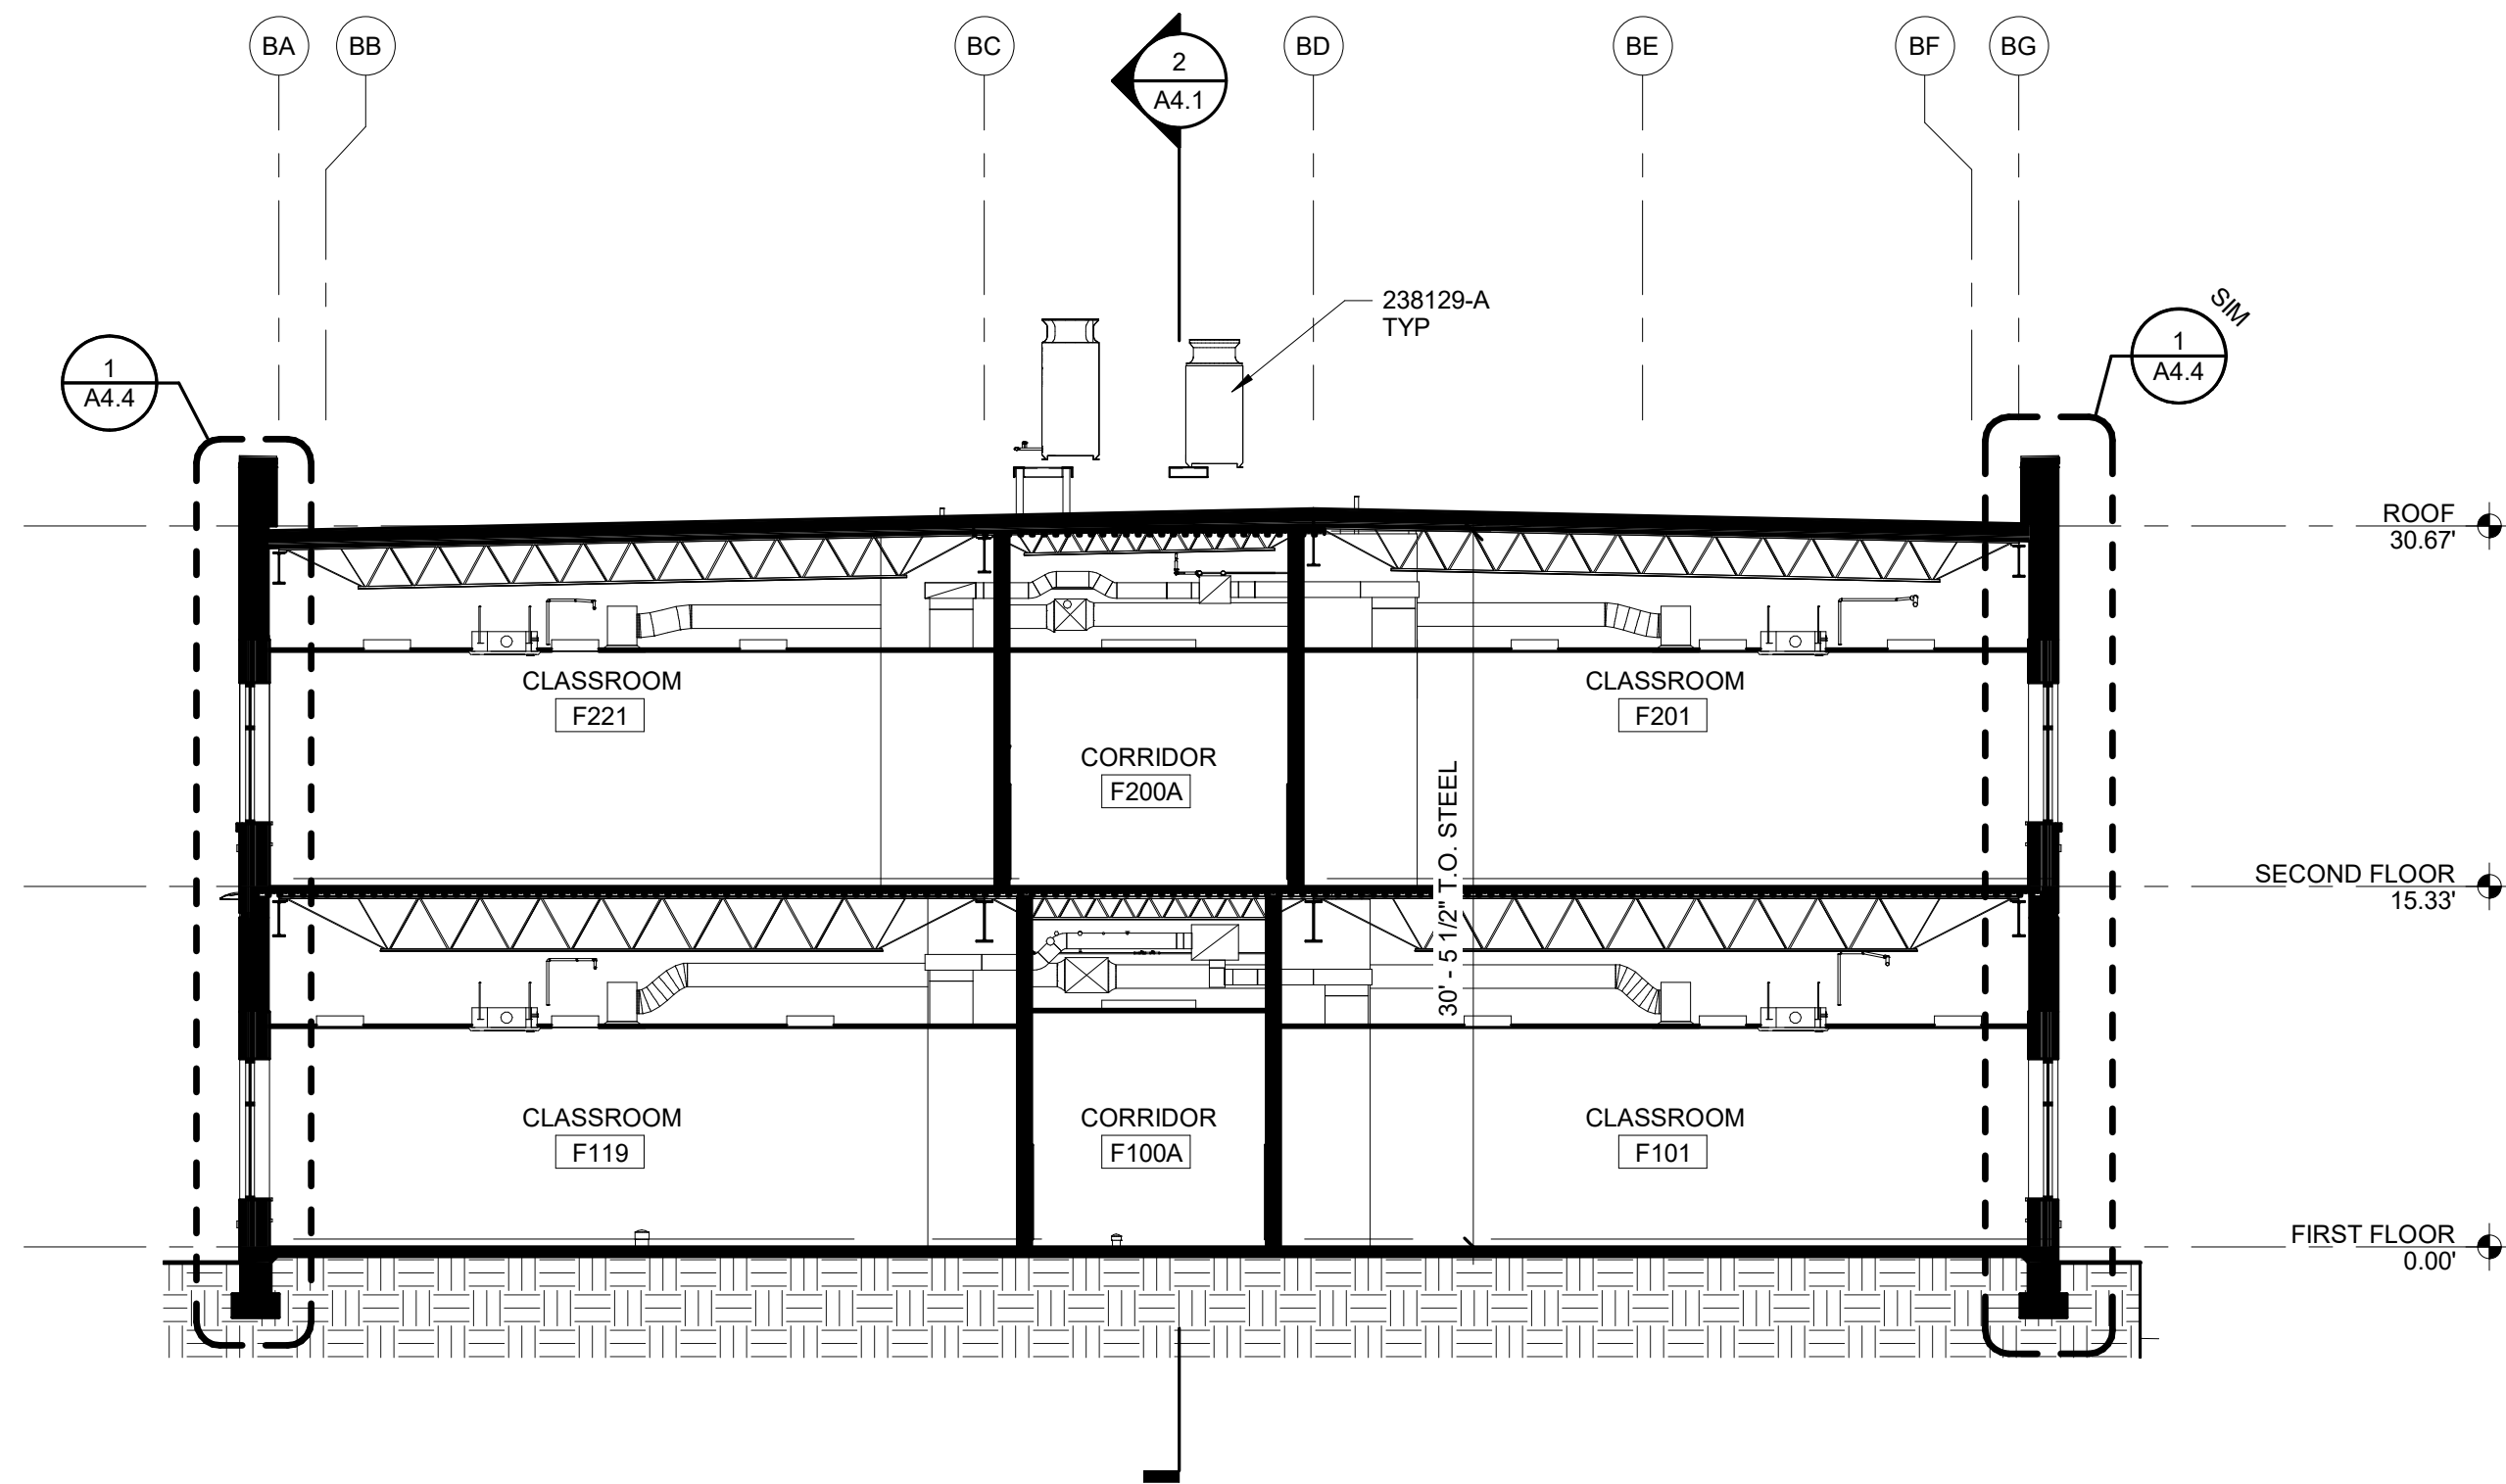 BA
BB
BC
2
A4.1
BD
BE
BF
BG
238129-A
TYP
SIM
1
A4.4
1
A4.4
ROOF
30.67'
CLASSROOM
F221
CLASSROOM
F201
CORRIDOR
F200A
30' - 5 1/2" T.O. STEEL
SECOND FLOOR
15.33'
CLASSROOM
F119
CORRIDOR
F100A
CLASSROOM
F101
FIRST FLOOR
0.00'